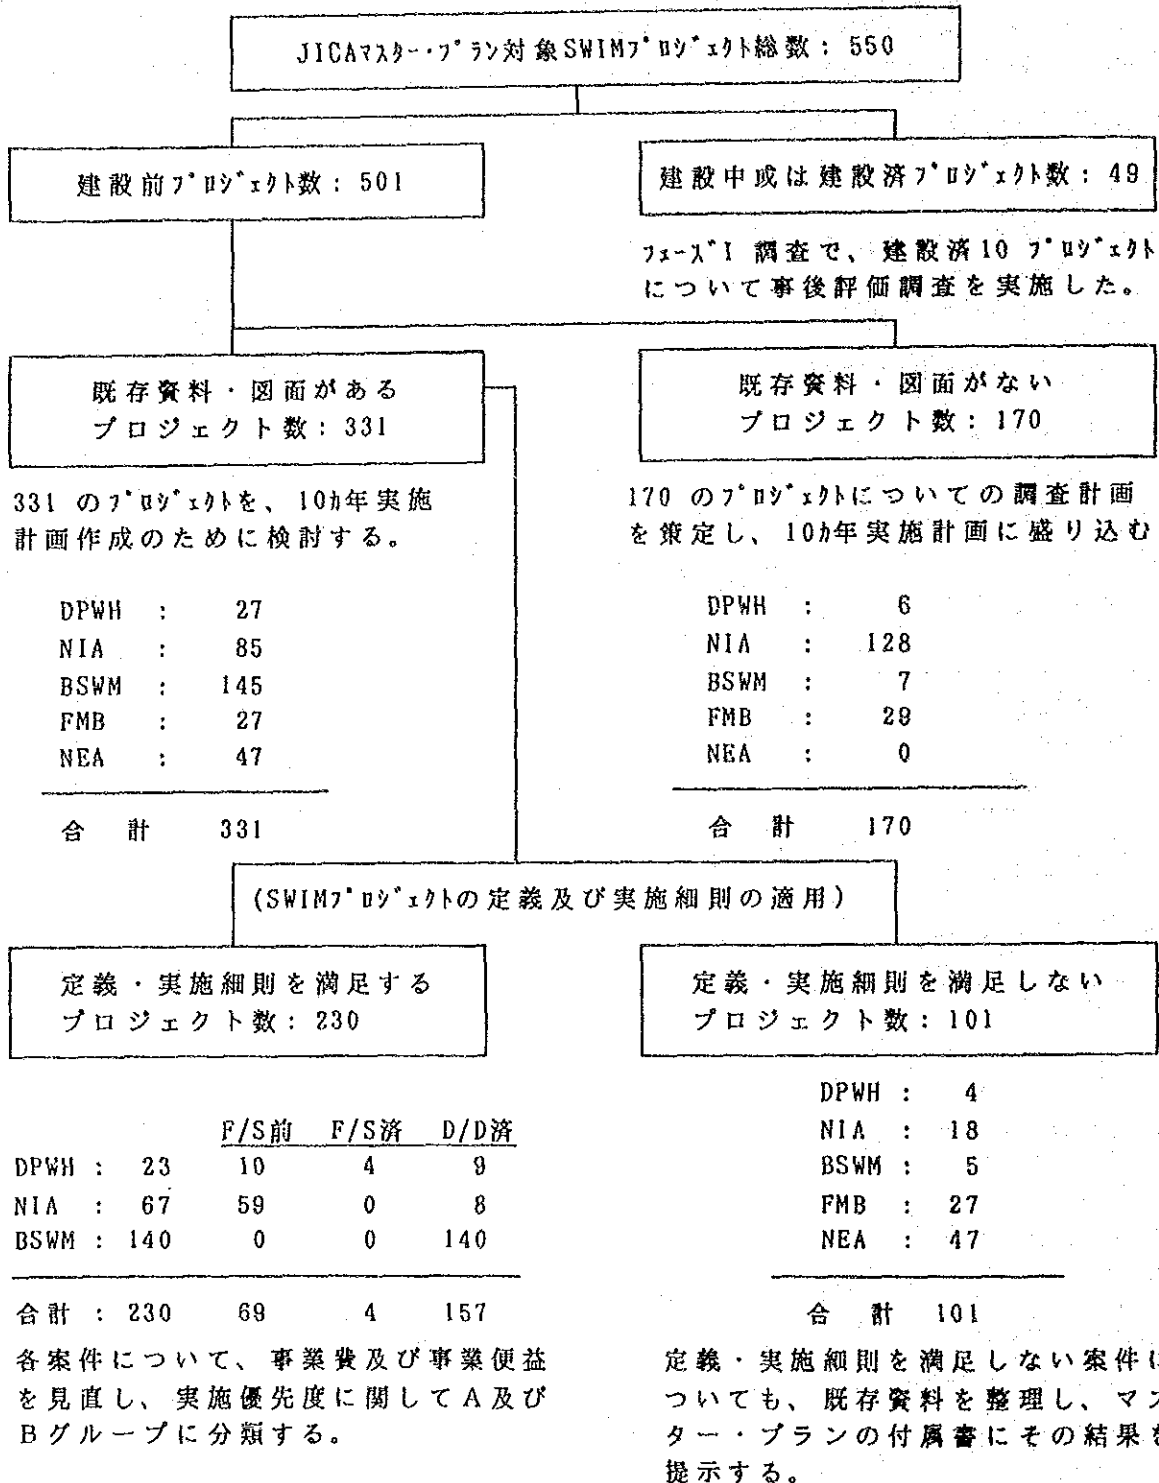 JICAマスター・プラン対象SWIMプロジェクト総数：550
建設前プロジェクト数：501
建設中或は建設済プロジェクト数：49
フェーズI 調査で、建設済10 プロジェクト
について事後評価調査を実施した。
既存資料・図面がある
プロジェクト数：331
既存資料・図面がない
プロジェクト数：170
331 のプロジェクトを、10カ年実施
計画作成のために検討する。
170 のプロジェクトについての調査計画
を策定し、10カ年実施計画に盛り込む
DPWH : 27
NIA : 85
BSWM : 145
FMB : 27
NEA : 47
合 計 331
DPWH : 6
NIA : 128
BSWM : 7
FMB : 29
NEA : 0
合 計 170
(SWIMプロジェクトの定義及び実施細則の適用)
定義・実施細則を満足する
プロジェクト数：230
定義・実施細則を満足しない
プロジェクト数：101
F/S前 F/S済 D/D済
DPWH : 23 10 4 9
NIA : 67 59 0 8
BSWM : 140 0 0 140
合計 : 230 69 4 157
各案件について、事業費及び事業便益
を見直し、実施優先度に関してA及び
Bグループに分類する。
DPWH : 4
NIA : 18
BSWM : 5
FMB : 27
NEA : 47
合 計 101
定義・実施細則を満足しない案件に
ついても、既存資料を整理し、マス
ター・プランの付属書にその結果を
提示する。